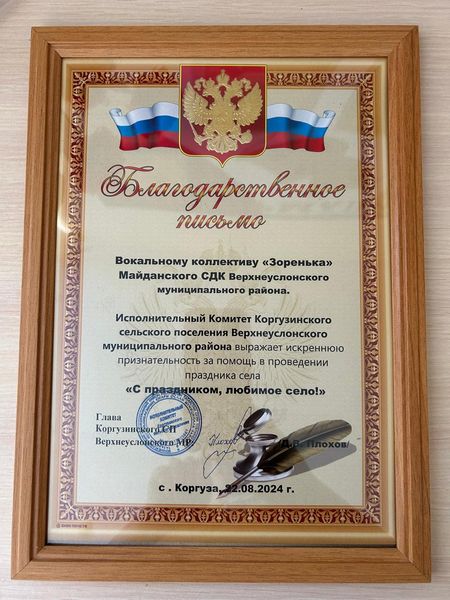 Благодарственное
письмо
Вокальному коллективу «Зоренька»
Майданского СДК Верхнеуслонского
муниципального района.
Исполнительный Комитет Коргузинского
сельского поселения Верхнеуслонского
муниципального района выражает искреннюю
признательность за помощь в проведении
праздника села
«С праздником, любимое село!»
Глава
Коргузинского СП
Верхнеуслонского МР
ИСПОЛНИТЕЛЬНЫЙ
КОМИТЕТ
/Д.В. Плохов/
с . Коргуза, 22.08.2024 г.